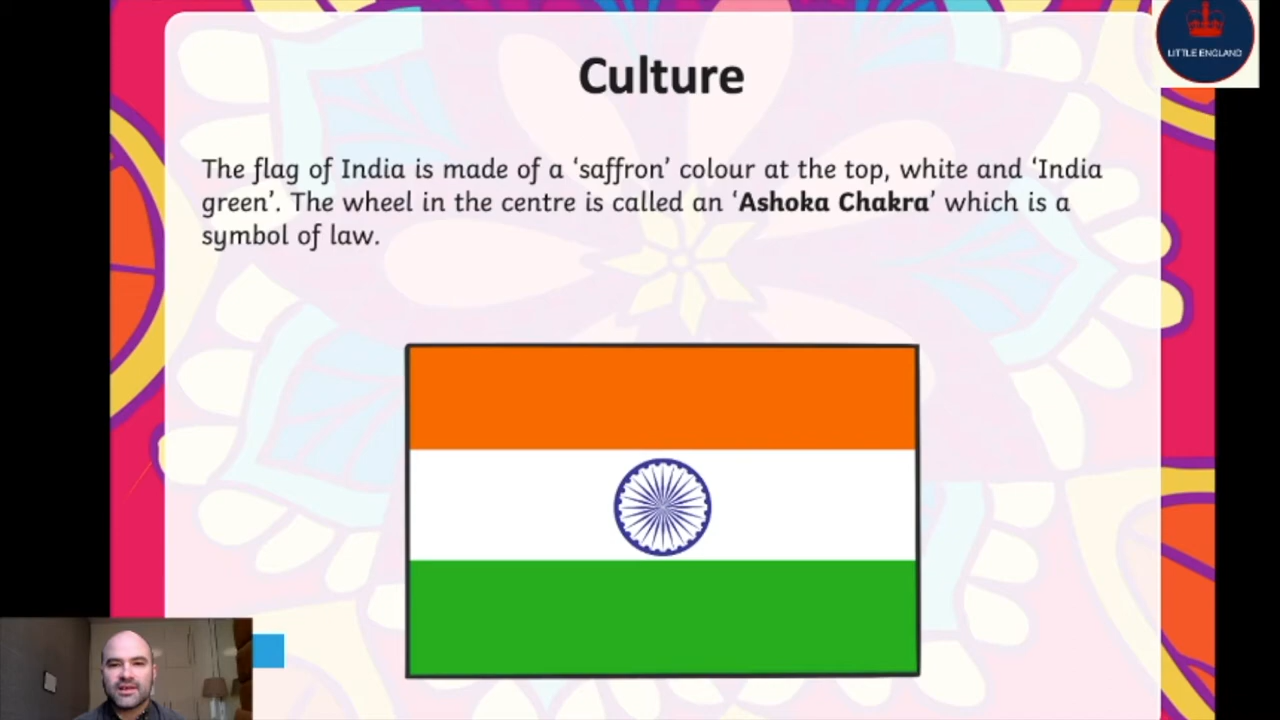 LITTLE ENGLAND
Culture
The flag of India is made of a ‘saffron’ colour at the top, white and ‘India
green’. The wheel in the centre is called an ‘Ashoka Chakra’ which is a
symbol of law.